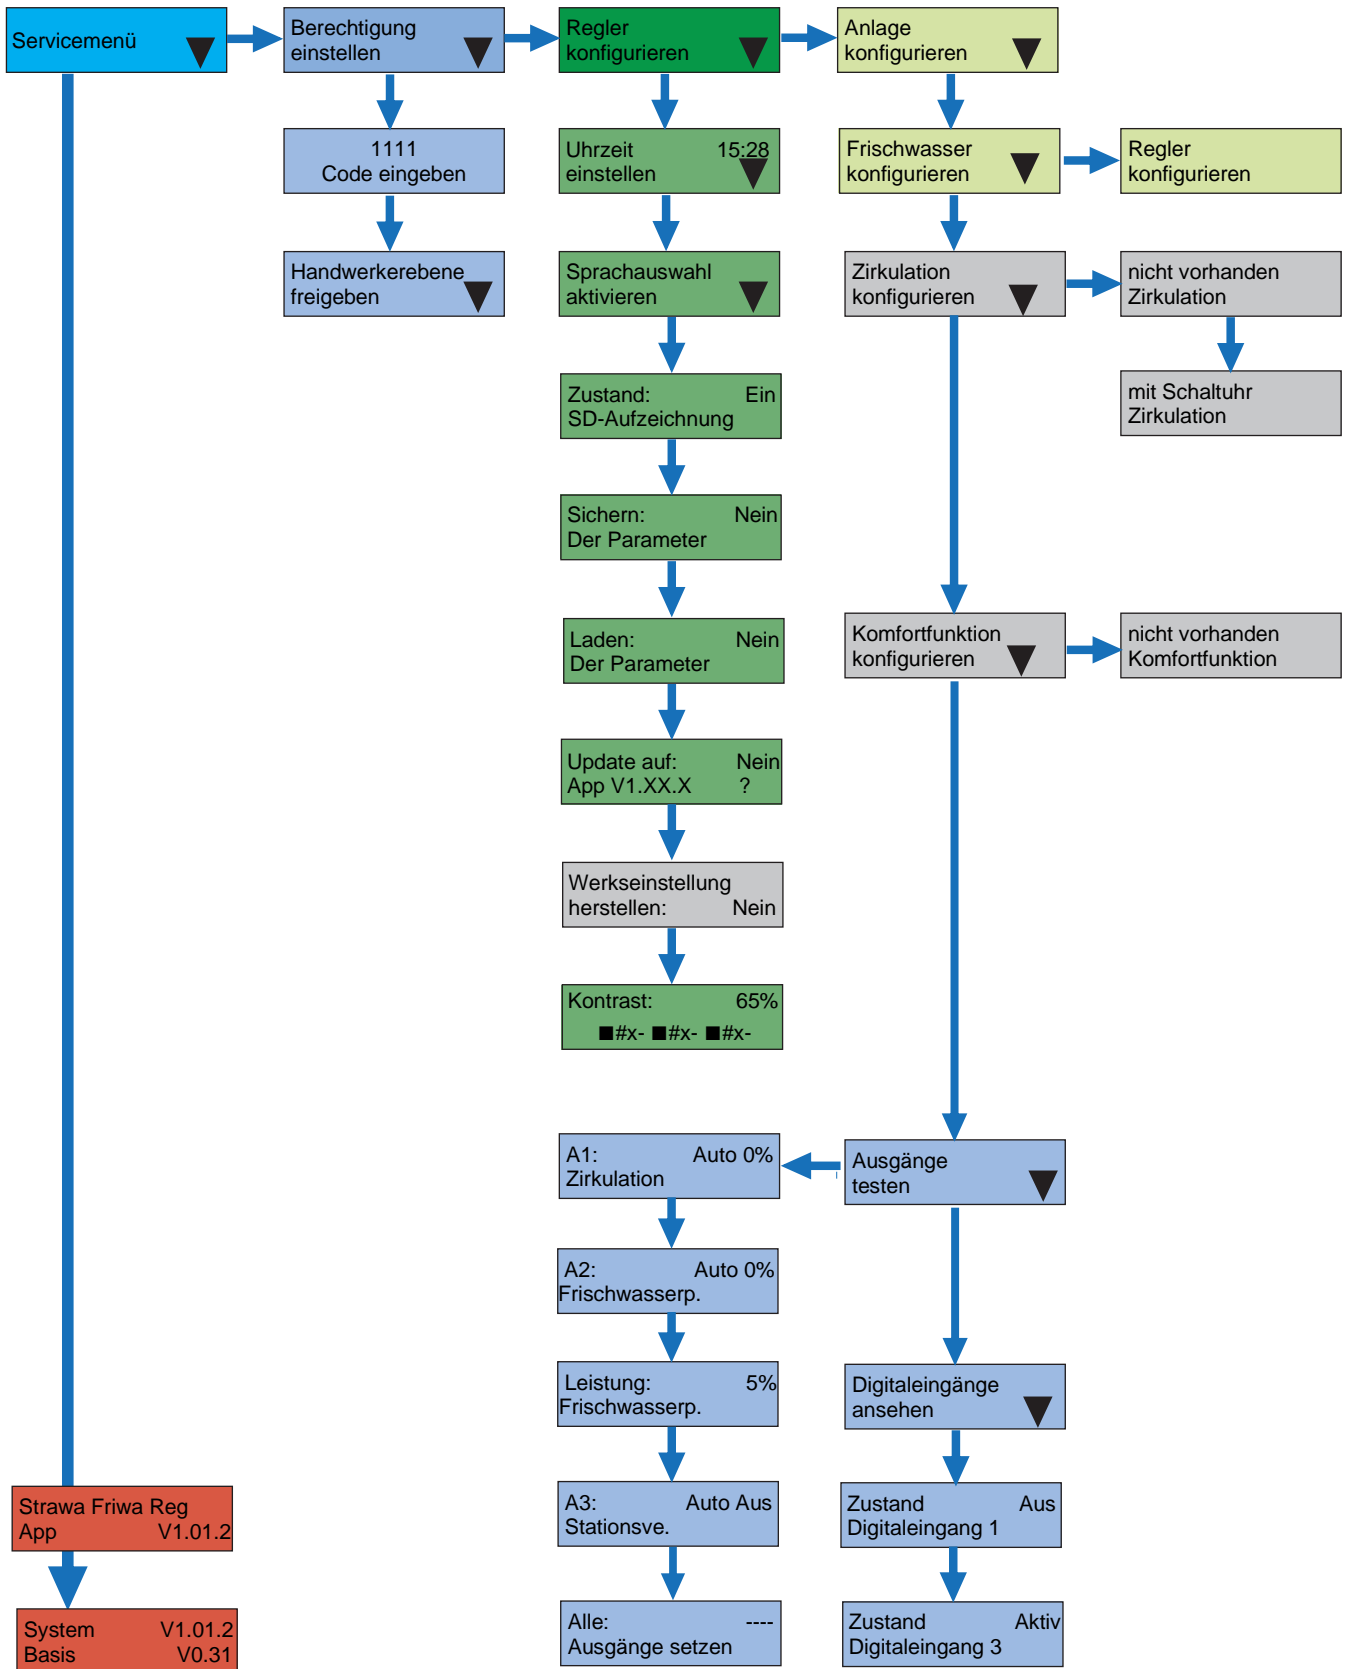 Servicemenü
Berechtigung
einstellen
Regler
konfigurieren
Anlage
konfigurieren
1111
Code eingeben
Uhrzeit 15:28
einstellen
Frischwasser
konfigurieren
Regler
konfigurieren
Handwerkerebene
freigeben
Sprachauswahl
aktivieren
Zirkulation
konfigurieren
nicht vorhanden
Zirkulation
Zustand: Ein
SD-Aufzeichnung
mit Schaltuhr
Zirkulation
Sichern: Nein
Der Parameter
Laden: Nein
Der Parameter
Komfortfunktion
konfigurieren
nicht vorhanden
Komfortfunktion
Update auf: Nein
App V1.XX.X ?
Werkseinstellung
herstellen: Nein
Kontrast: 65%
■#x- ■#x- ■#x-
A1: Auto 0%
Zirkulation
Ausgänge
testen
A2: Auto 0%
Frischwasserp.
Leistung: 5%
Frischwasserp.
Digitaleingänge
ansehen
Strawa Friwa Reg
App V1.01.2
A3: Auto Aus
Stationsve.
Zustand Aus
Digitaleingang 1
System V1.01.2
Basis V0.31
Alle: ----
Ausgänge setzen
Zustand Aktiv
Digitaleingang 3